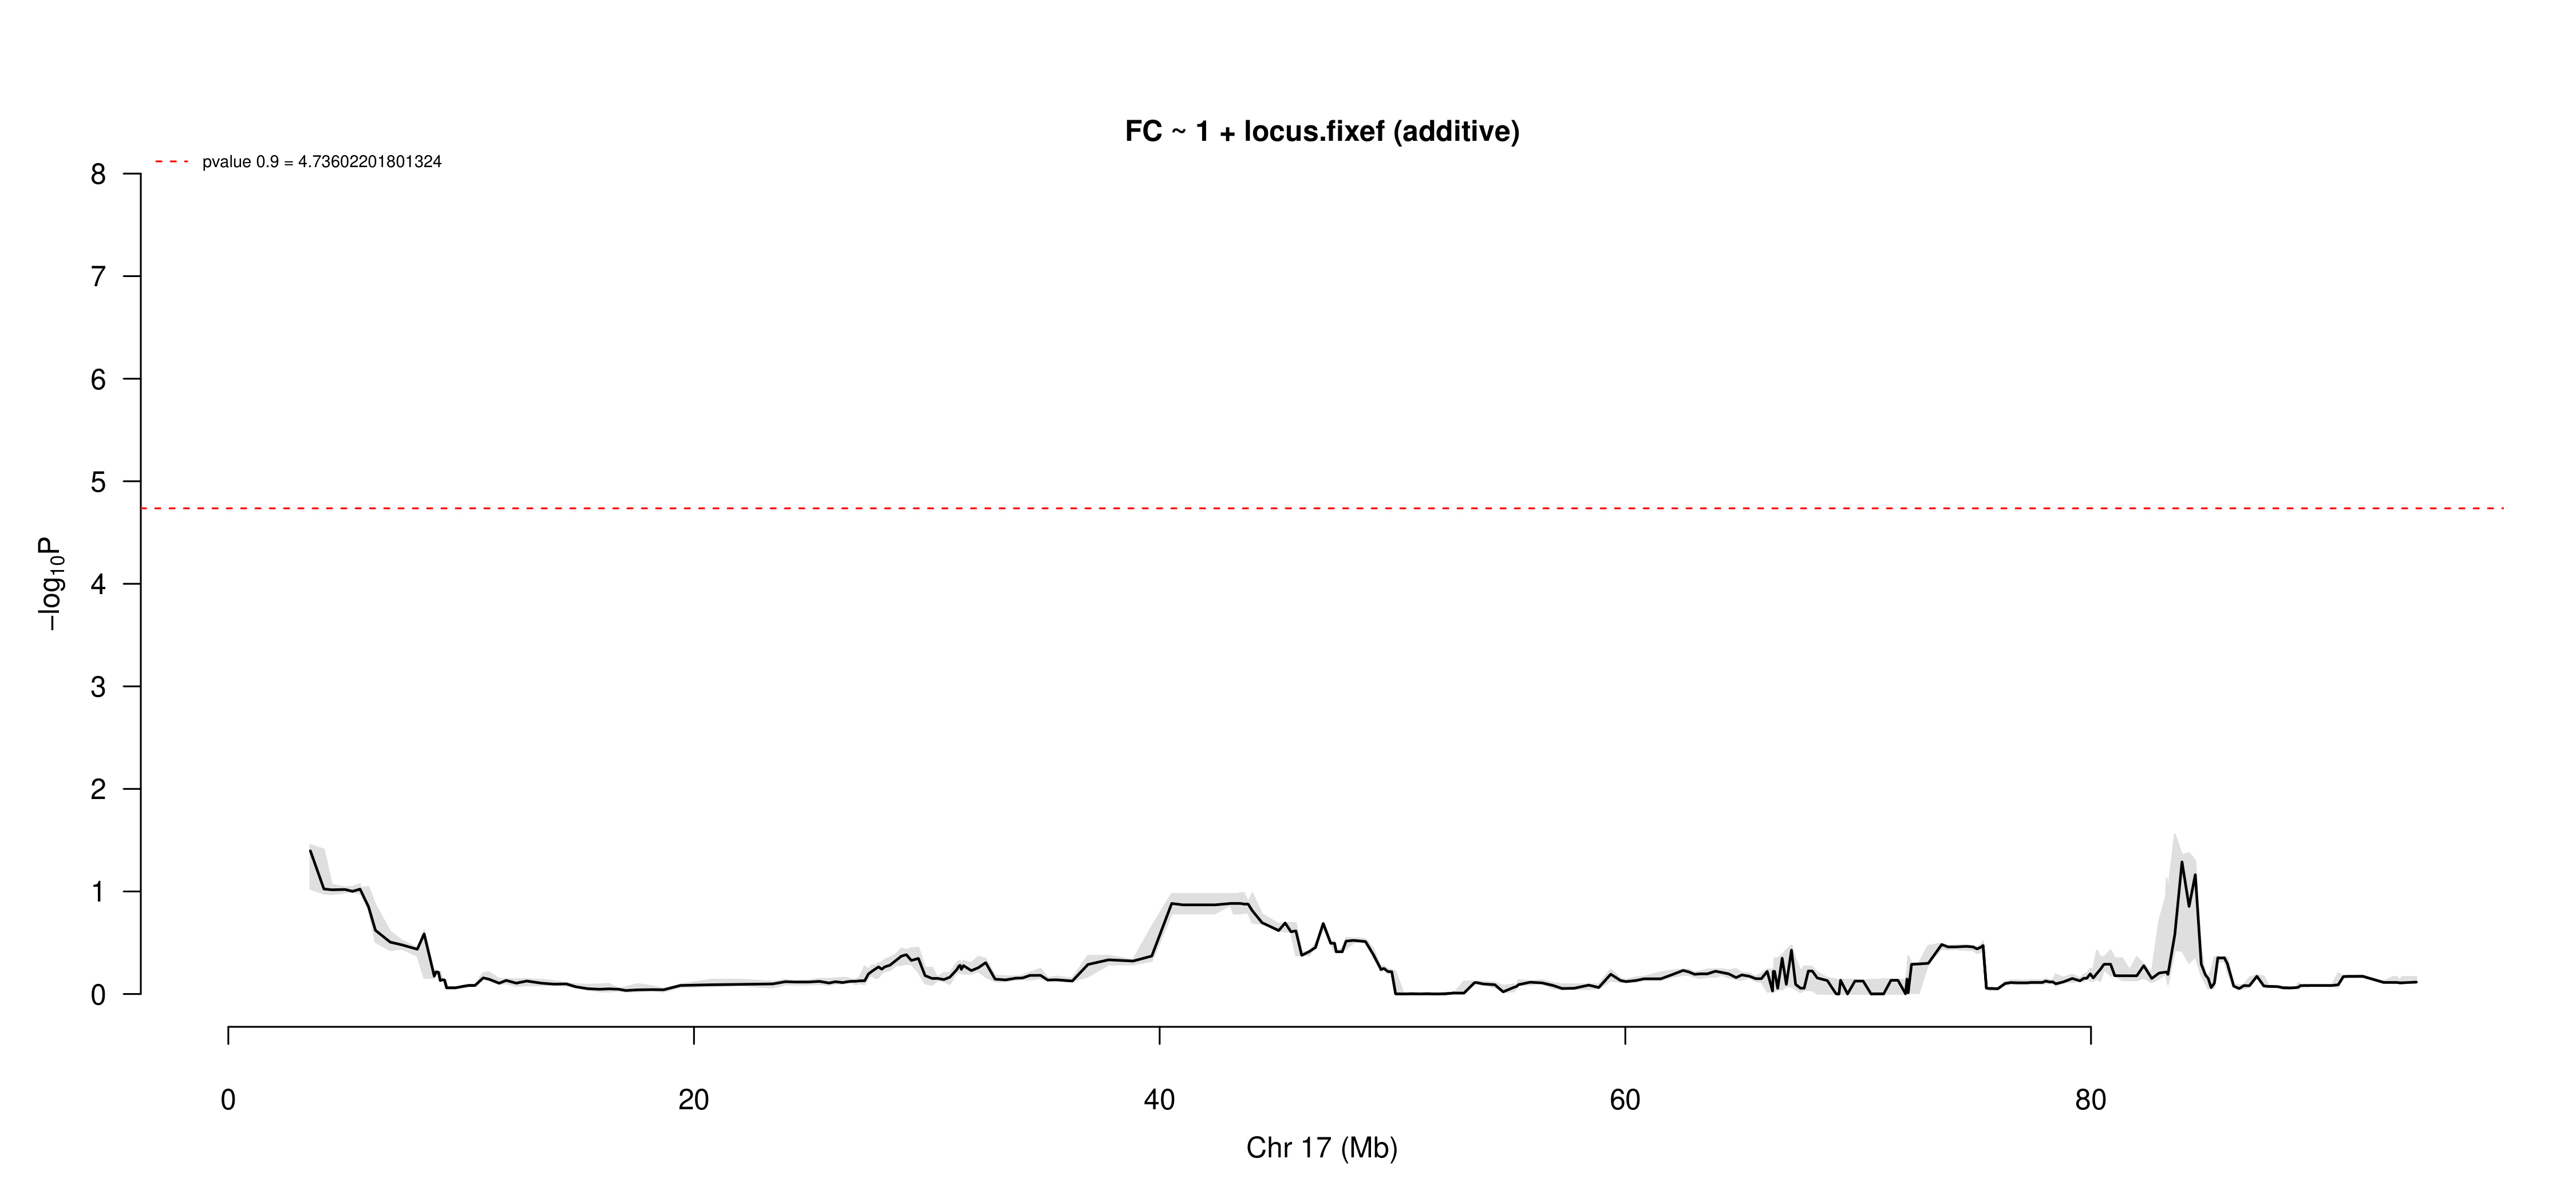 FC ~ 1 + locus.fixef (additive)
pvalue 0.9 = 4.73602201801324
8
7
6
5
4
3
2
1
0
−log10P
0 20 40 60 80
Chr 17 (Mb)